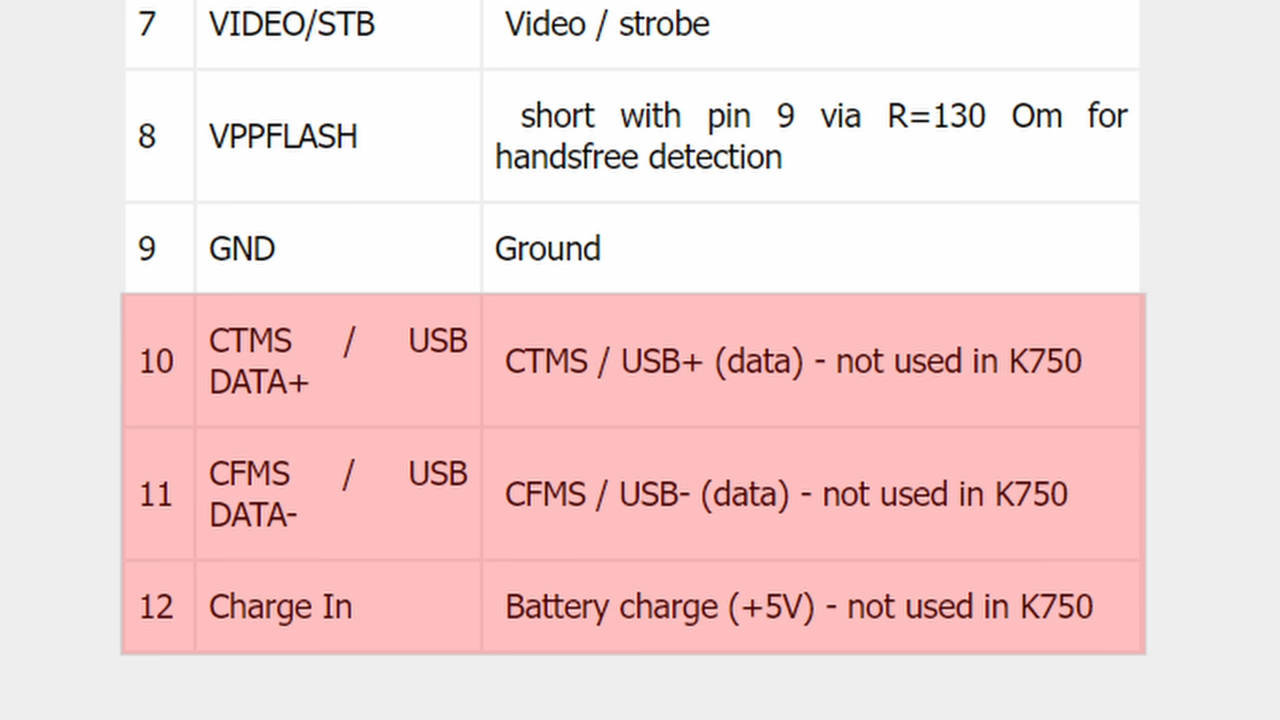 7 VIDEO/STB Video / strobe
8 VPPFLASH short with pin 9 via R=130 Om for
handsfree detection
9 GND Ground
10 CTMS / USB
DATA+ CTMS / USB+ (data) - not used in K750
11 CFMS / USB
DATA- CFMS / USB- (data) - not used in K750
12 Charge In Battery charge (+5V) - not used in K750